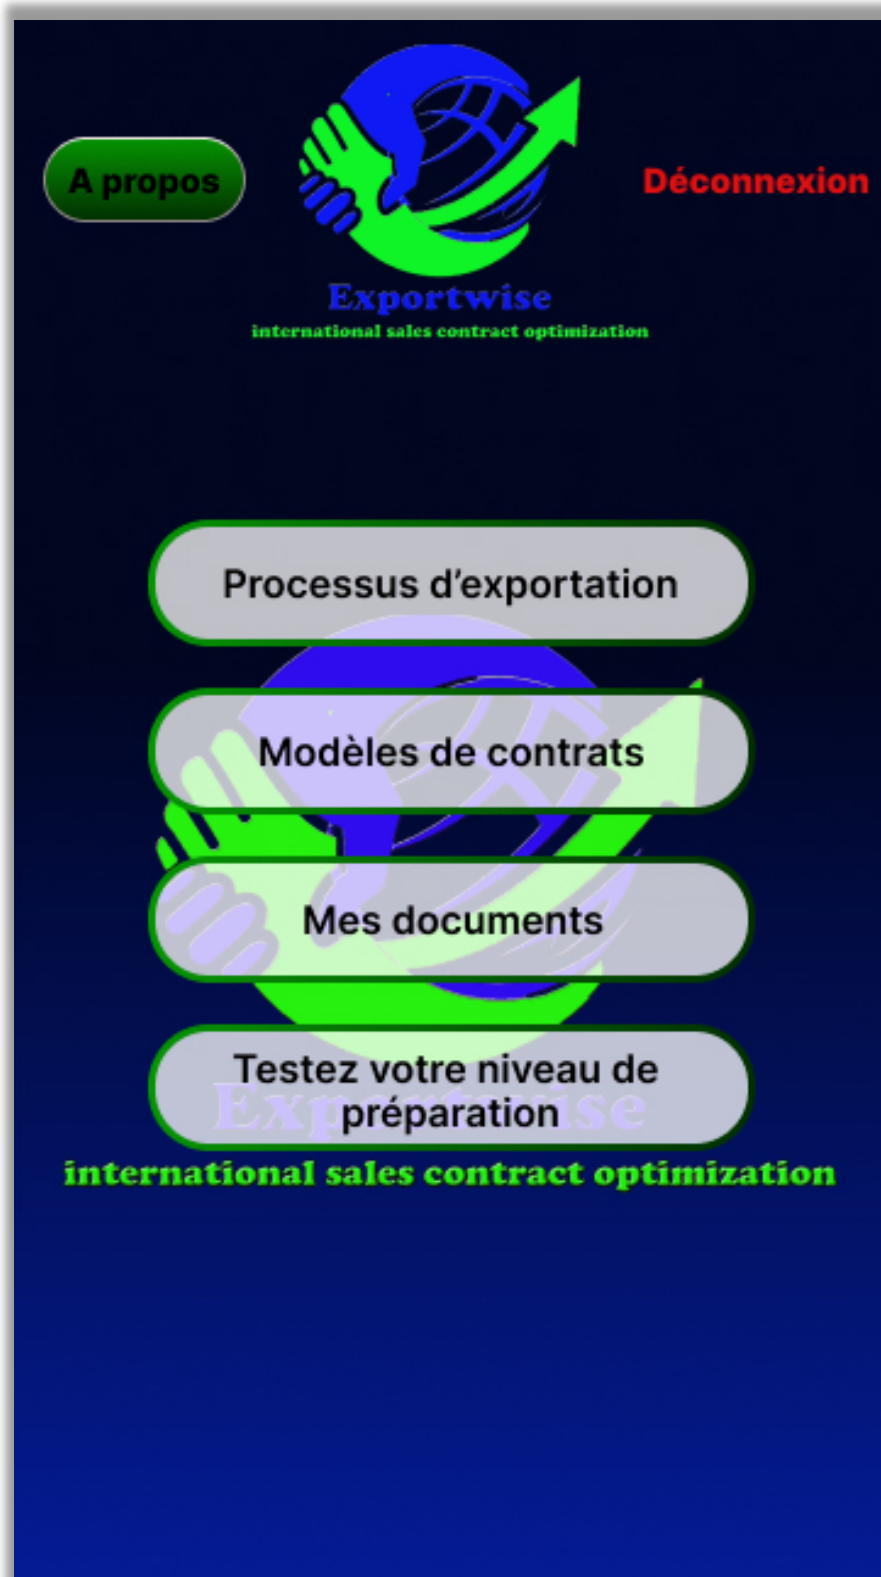 A propos
Déconnexion
Exportwise
international sales contract optimization
Processus d’exportation
Modèles de contrats
Mes documents
Testez votre niveau de
préparation
Exportwise
international sales contract optimization